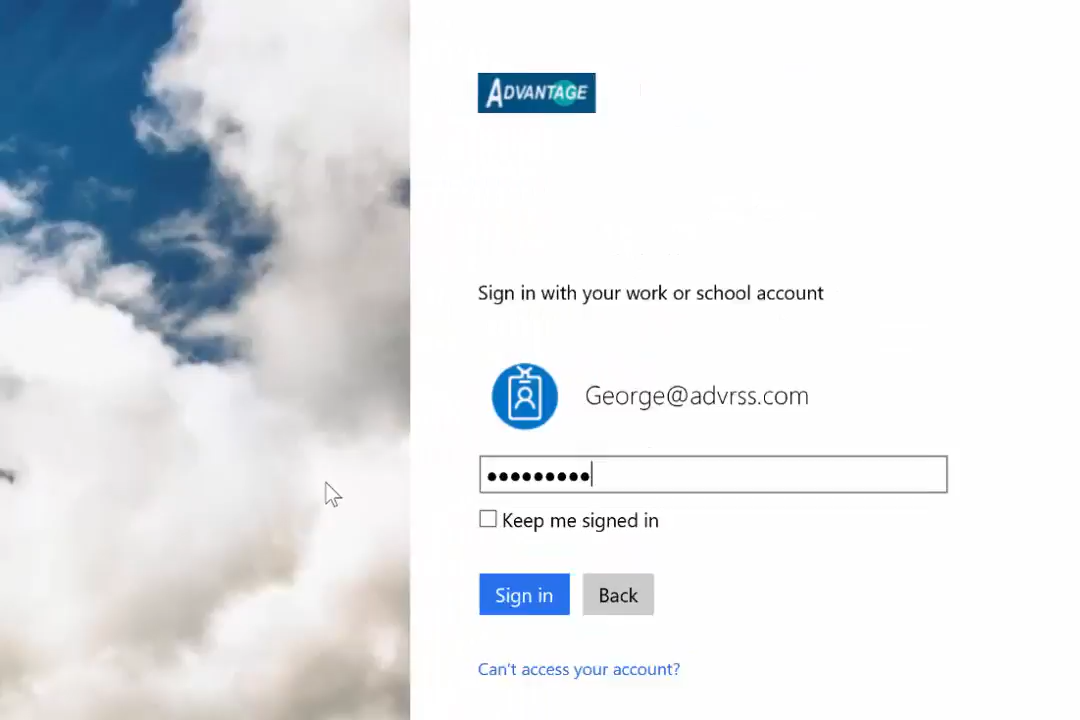 ADVANTAGE
Sign in with your work or school account
George@advrss.com
●●●●●●●●●
Keep me signed in
Sign in
Back
Can't access your account?